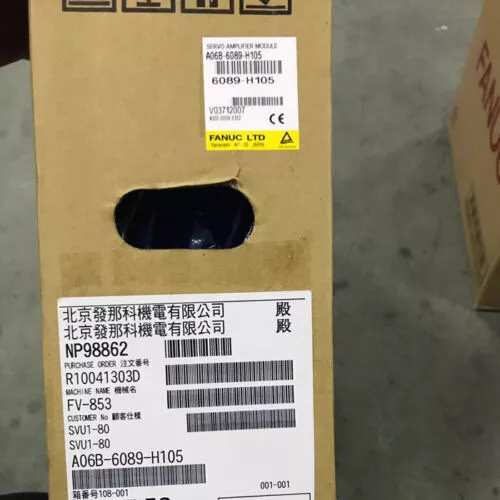 SERVO AMPLIFIER MODULE
A06B-6089-H105
6089-H105
V03712007
FANUC LTD
北京發那科機電有限公司 殿
北京發那科機電有限公司 殿
NP98862
PURCHASE ORDER 注文番号
R10041303D
MACHINE NAME 機械名
FV-853
CUSTOMER No 顧客仕様
SVU1-80
SVU1-80
A06B-6089-H105
箱番号108-001
001-001
FANUC